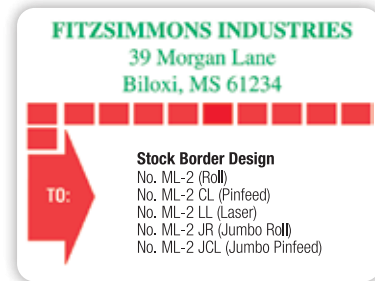 FITZSIMMONS INDUSTRIES
39 Morgan Lane
Biloxi, MS 61234
TO:
Stock Border Design
No. ML-2 (Roll)
No. ML-2 CL (Pinfeed)
No. ML-2 LL (Laser)
No. ML-2 JR (Jumbo Roll)
No. ML-2 JCL (Jumbo Pinfeed)